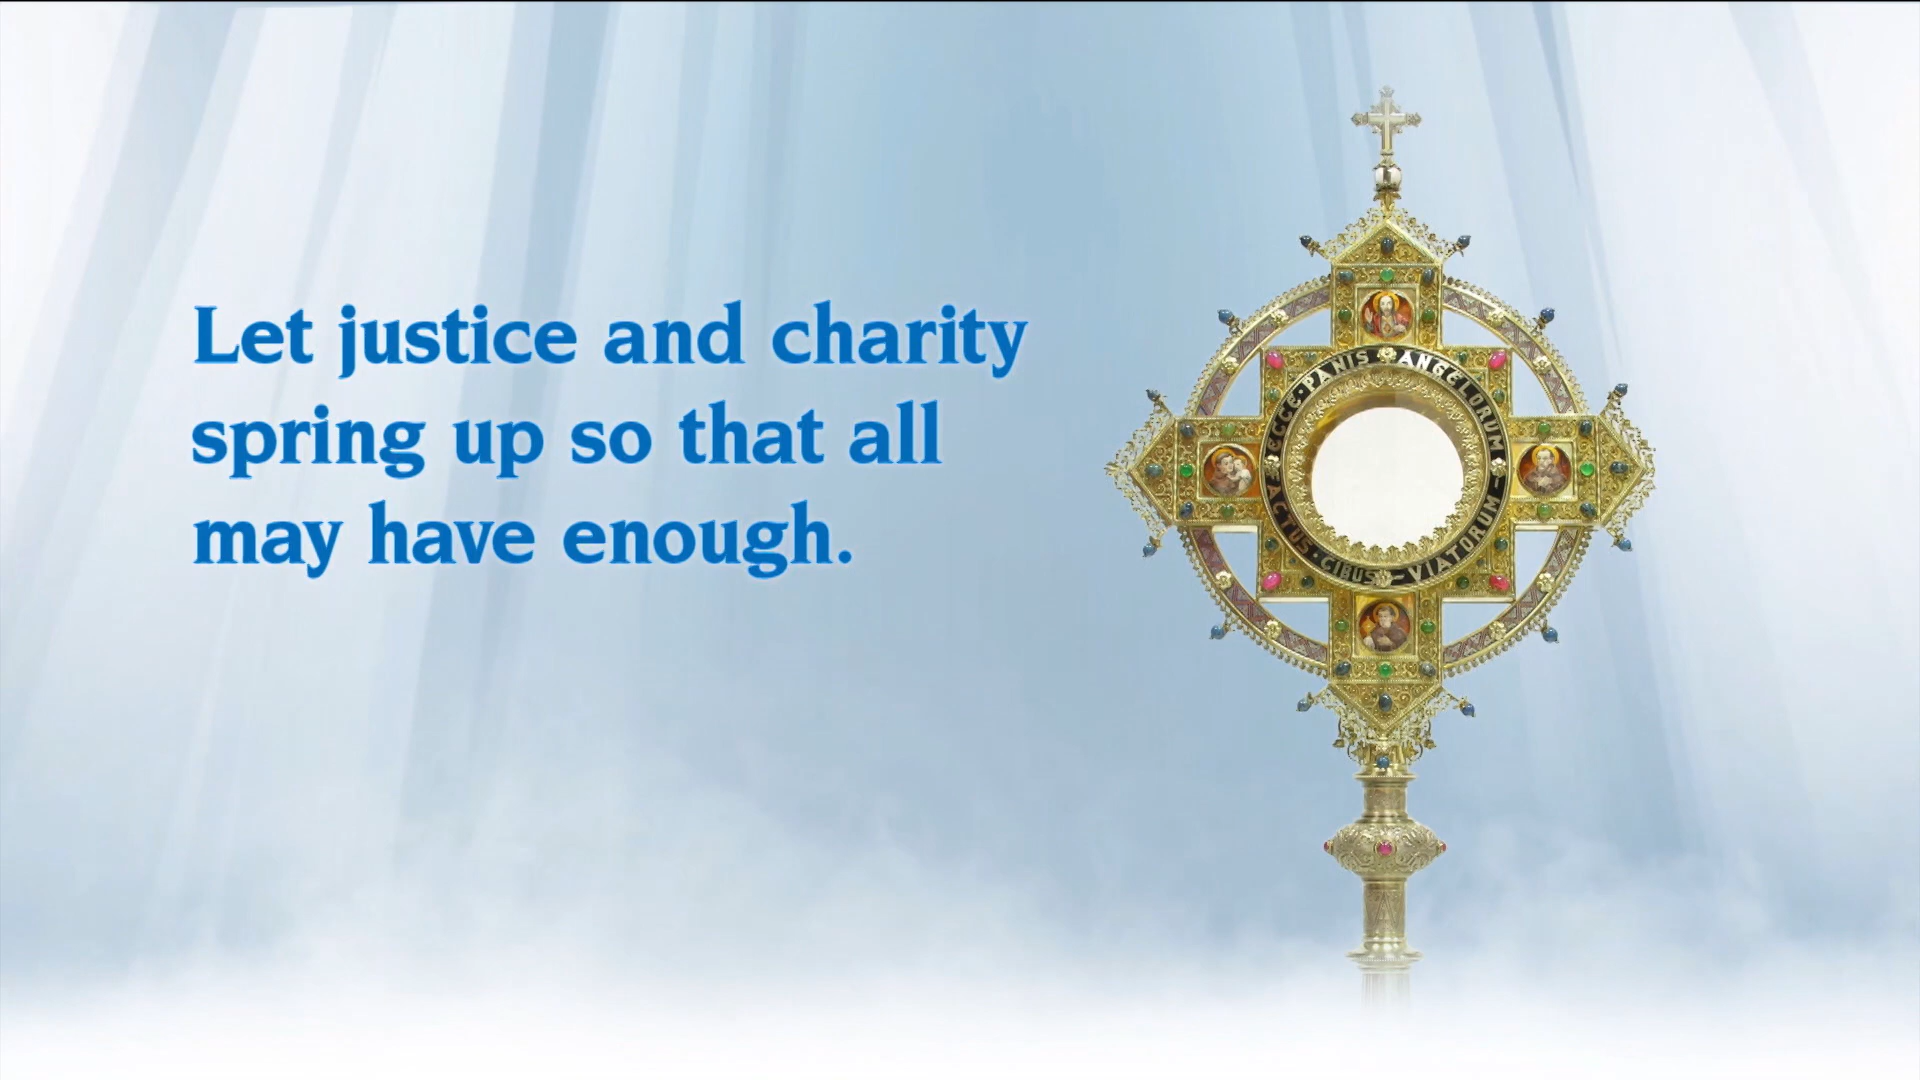 Let justice and charity
spring up so that all
may have enough.
ECCE · PANIS ANGELORUM
FACTUS · CIBUS – VIATORUM –